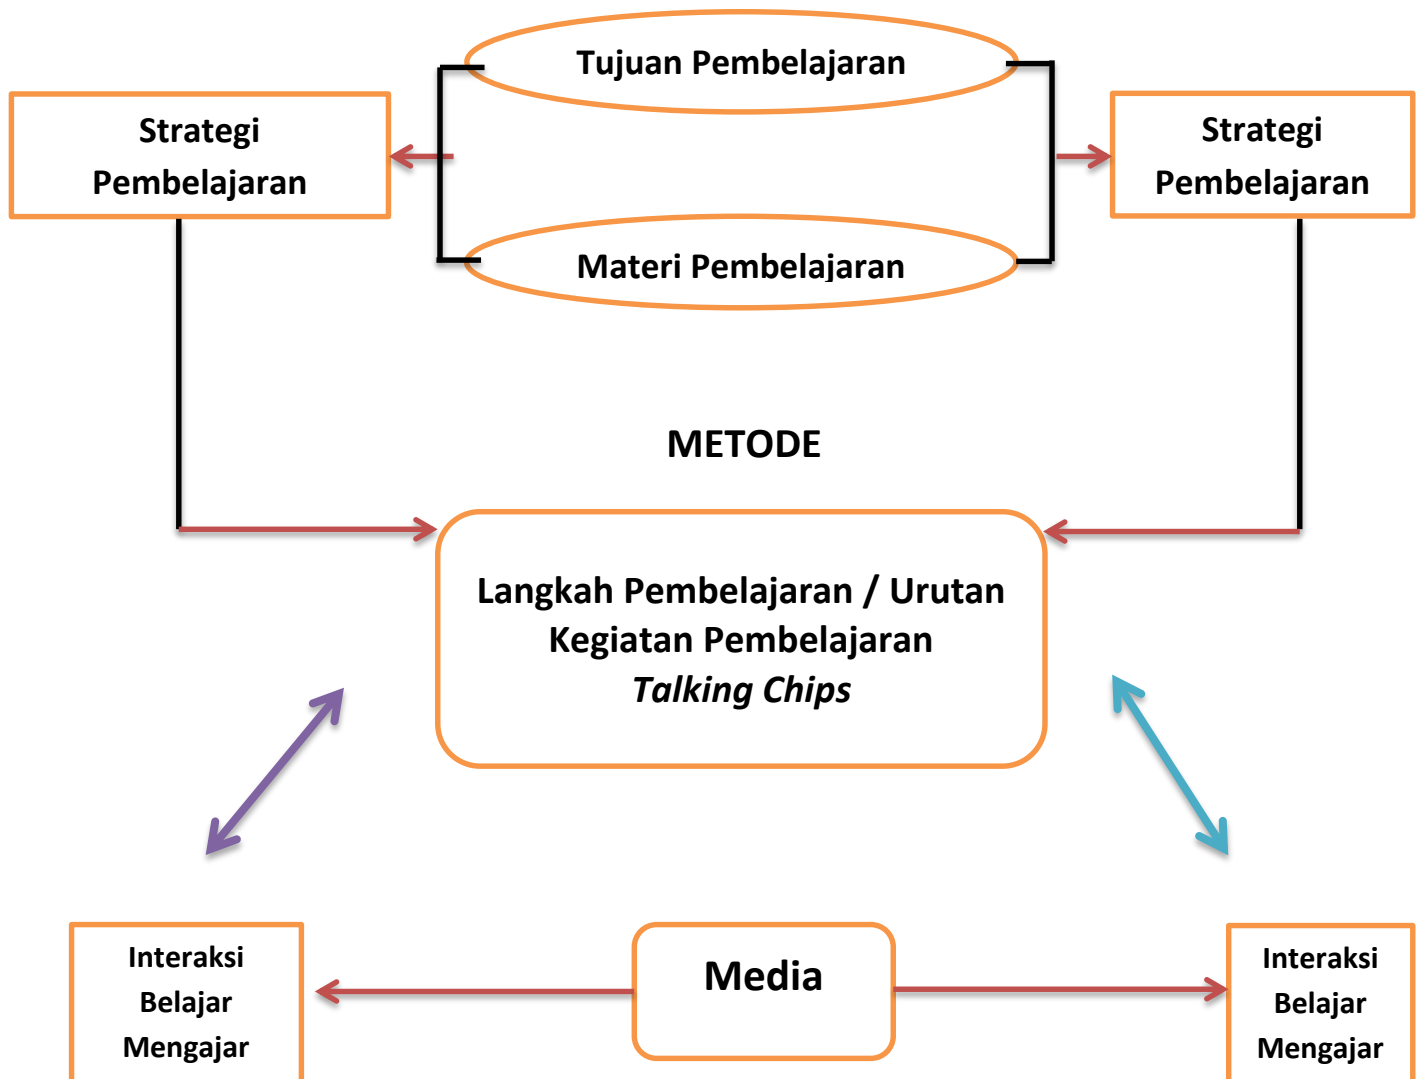 Tujuan Pembelajaran
Strategi
Pembelajaran
Strategi
Pembelajaran
Materi Pembelajaran
METODE
Langkah Pembelajaran / Urutan
Kegiatan Pembelajaran
Talking Chips
Interaksi
Belajar
Mengajar
Media
Interaksi
Belajar
Mengajar